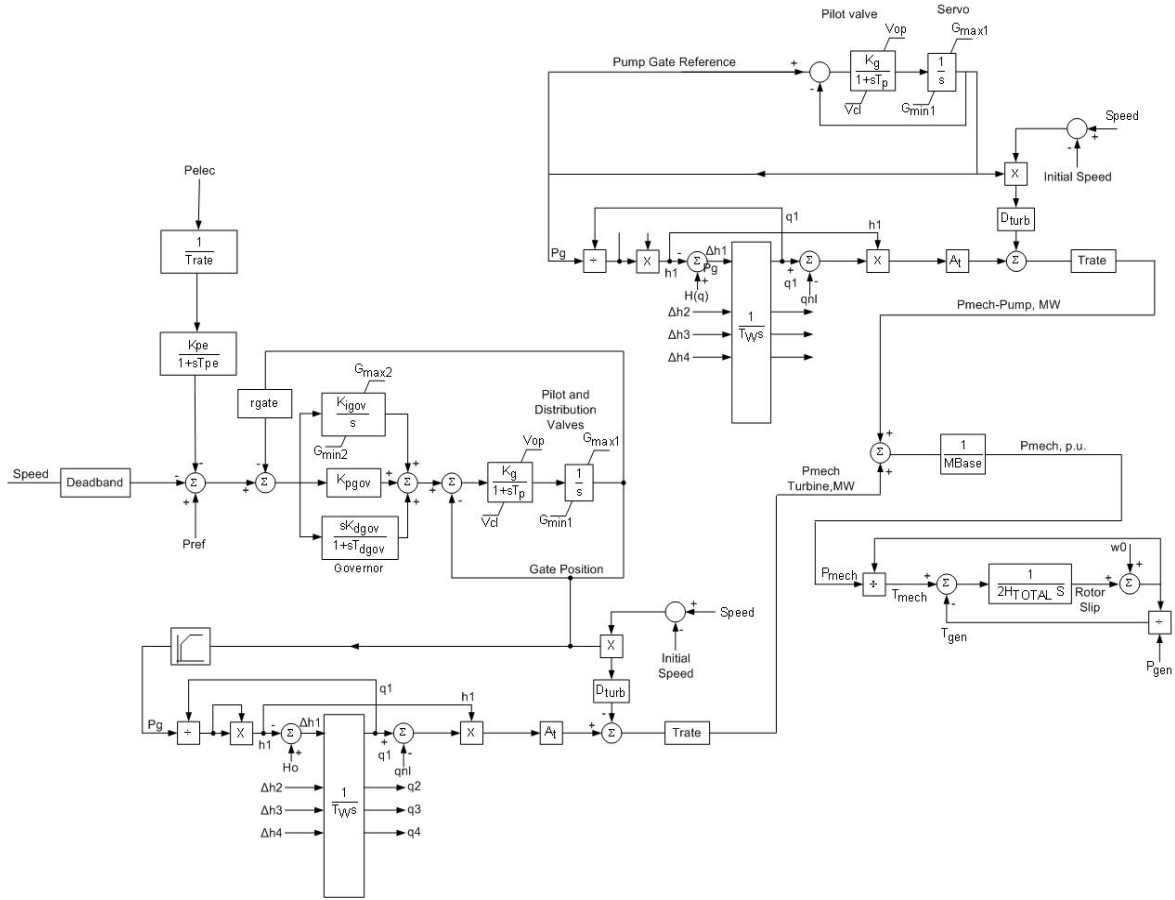 Pilot valve
Servo
Vop
Gmax1
Pump Gate Reference
+
-
Kg
1+sTp
1
s
Vcl
Gmin1
Speed
+
-
Initial Speed
X
Dturb
Pelec
1
Trate
Kpe
1+sTpe
q1
h1
Pg
÷
X
h1
-
Σ
+
Δh1
Pg
H(q)
Δh2
Δh3
Δh4
1
TWs
+
q1
Σ
-
qnl
X
At
Σ
Trate
Pmech-Pump, MW
rgate
Gmax2
Kigov
s
Gmin2
Kpgov
sKdgov
1+sTdgov
Governor
Pilot and
Distribution
Valves
Vop
Gmax1
Kg
1+sTp
1
s
Vcl
Gmin1
Speed
Deadband
-
-
Σ
+
Pref
-
+
Σ
+
+
Σ
+
+
Σ
-
Gate Position
+
Σ
+
1
MBase
Pmech, p.u.
Pmech
Turbine,MW
w0
Pmech
÷
Tmech
+
Σ
-
1
2HTOTAL S
Rotor
Slip
+
+
Σ
÷
Tgen
Pgen
Speed
+
-
Initial
Speed
X
Dturb
q1
h1
Pg
÷
X
h1
-
Σ
+
Δh1
Ho
Δh2
Δh3
Δh4
1
TWs
+
q1
Σ
-
qnl
q2
q3
q4
X
At
+
-
Σ
Trate